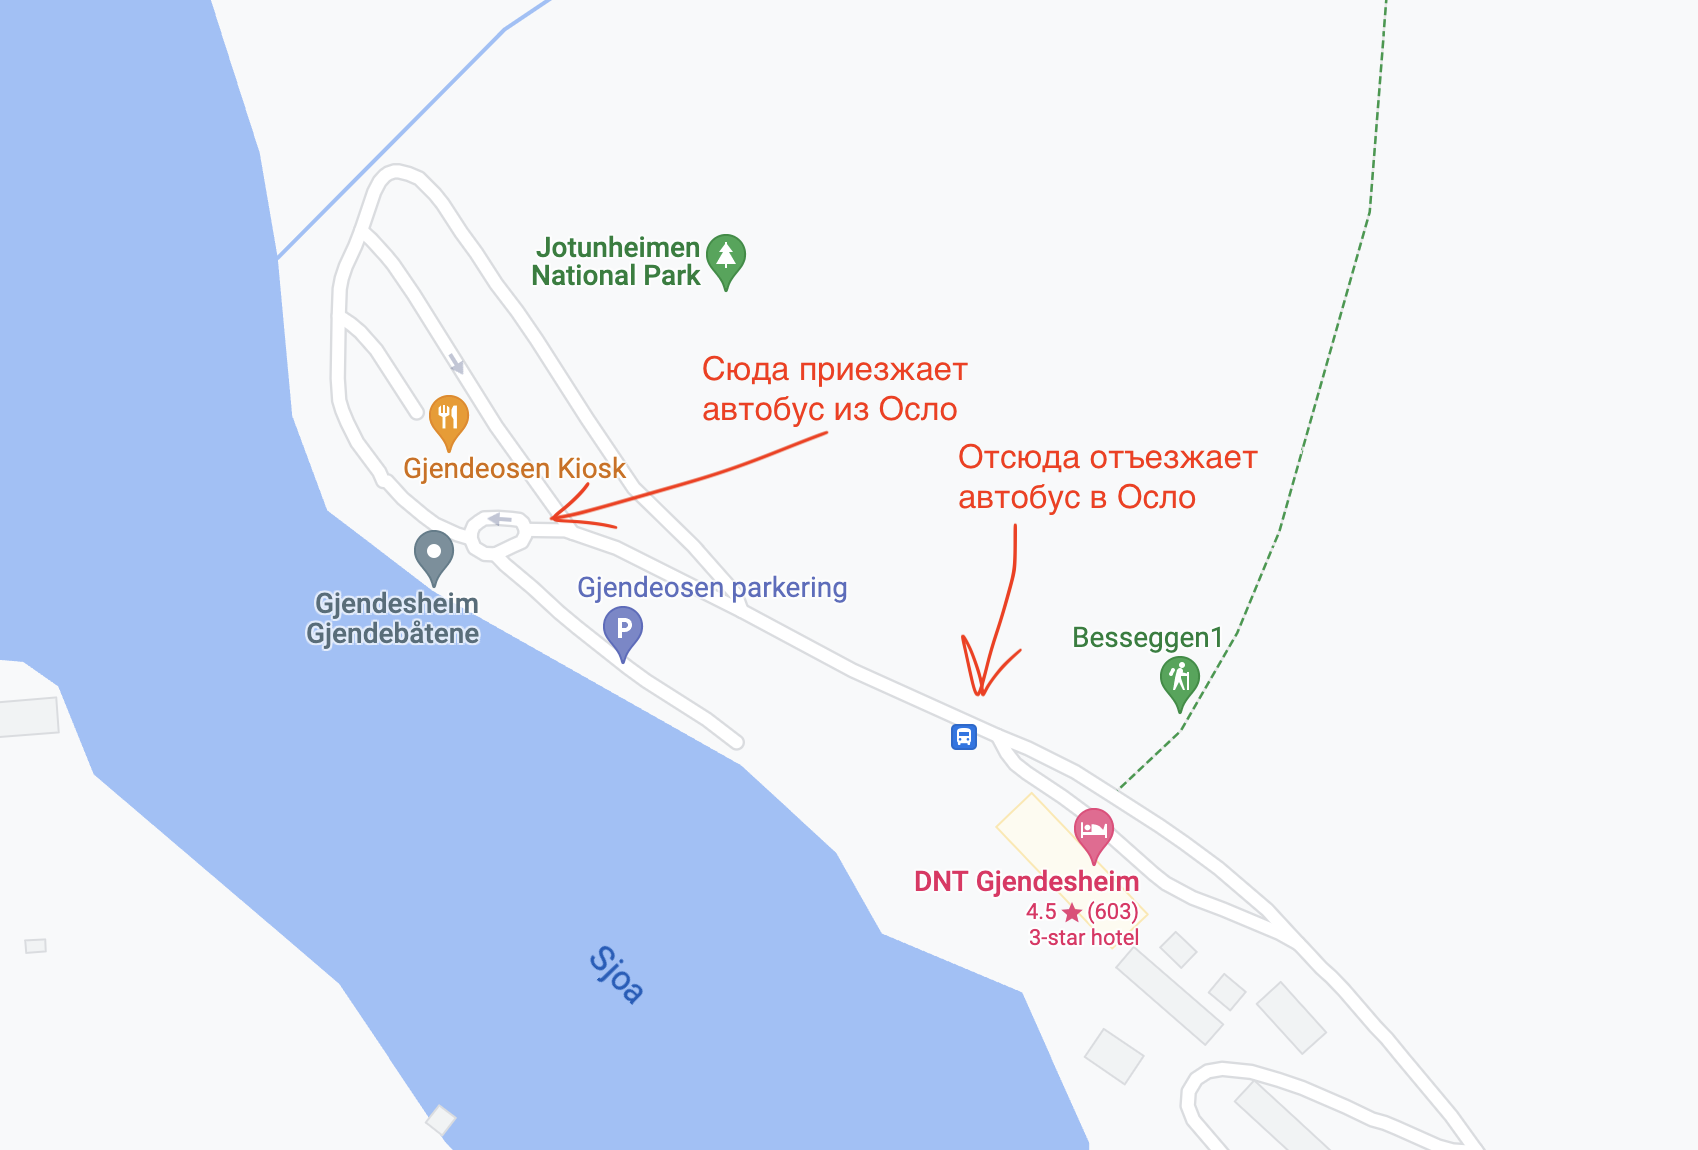 Jotunheimen
National Park
Сюда приезжает
автобус из Осло
Отсюда отъезжает
автобус в Осло
Gjendeosen Kiosk
Gjendesheim
Gjendebåtene
Gjendeosen parkering
P
Besseggen1
DNT Gjendesheim
4.5 ★ (603)
3-star hotel
Sjoa